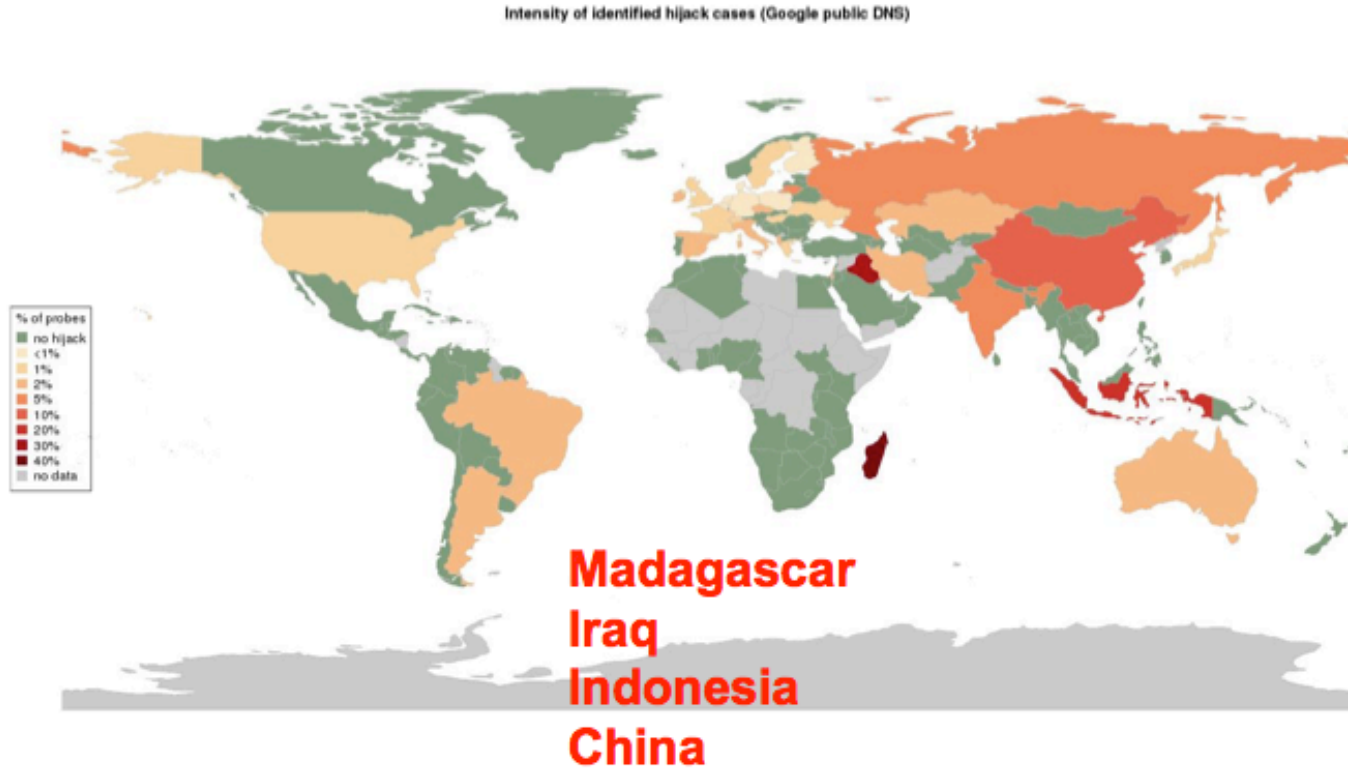 Intensity of identified hijack cases (Google public DNS)
% of probes
no hijack
<1%
1%
2%
5%
10%
20%
30%
40%
no data
Madagascar
Iraq
Indonesia
China